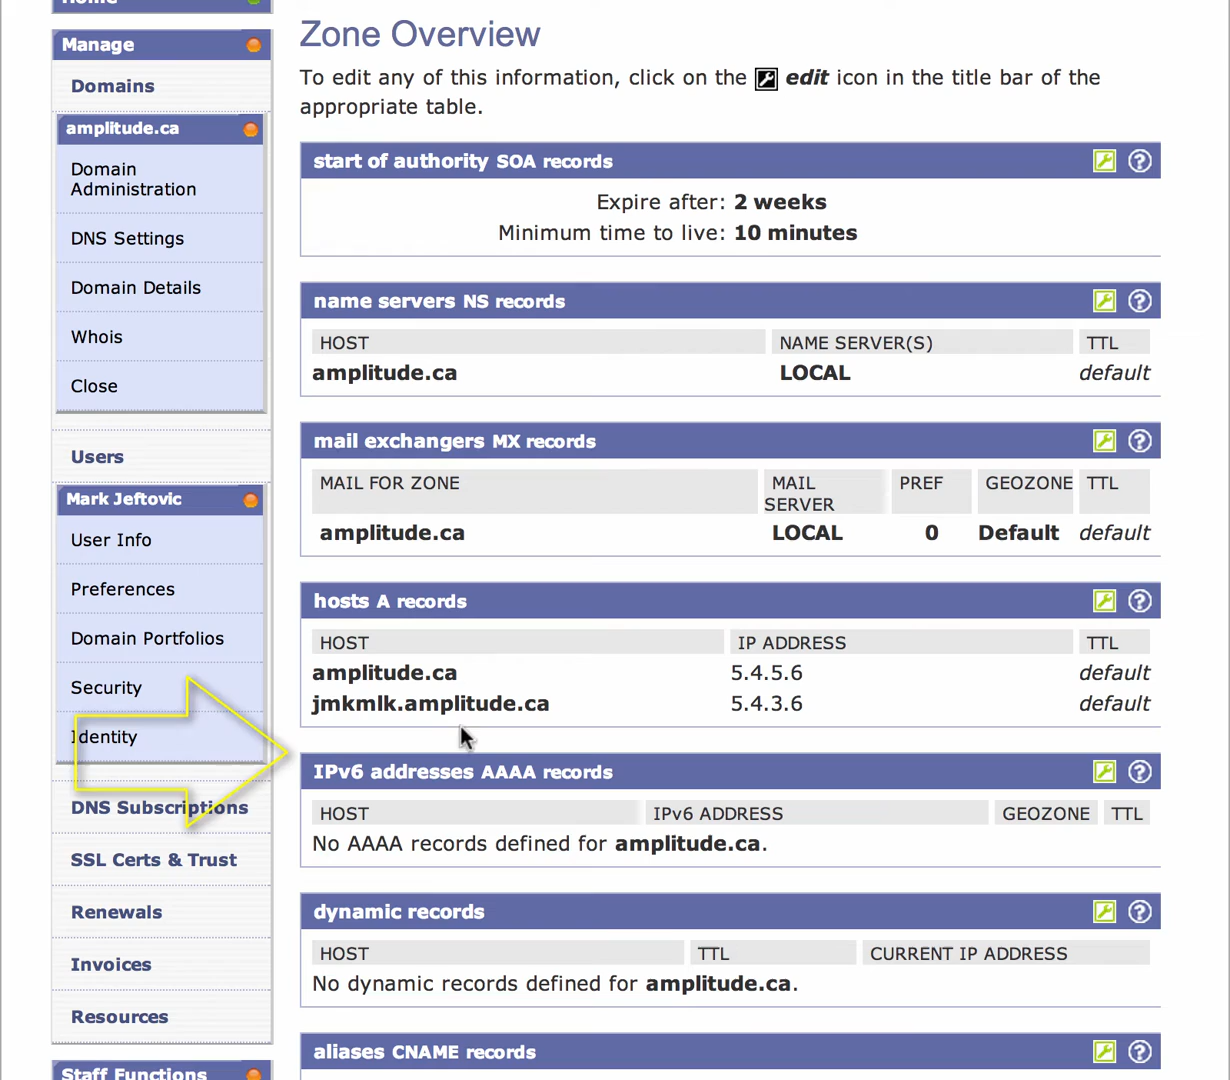 Home
Manage
Domains
amplitude.ca
Domain
Administration
DNS Settings
Domain Details
Whois
Close
Users
Mark Jeftovic
User Info
Preferences
Domain Portfolios
Security
Identity
DNS Subscriptions
SSL Certs & Trust
Renewals
Invoices
Resources
Staff Functions
Zone Overview
To edit any of this information, click on the edit icon in the title bar of the
appropriate table.
start of authority SOA records
?
Expire after: 2 weeks
Minimum time to live: 10 minutes
name servers NS records
?
HOST NAME SERVER(S) TTL
amplitude.ca LOCAL default
mail exchangers MX records
?
MAIL FOR ZONE MAIL SERVER PREF GEOZONE TTL
amplitude.ca LOCAL 0 Default default
hosts A records
?
HOST IP ADDRESS TTL
amplitude.ca 5.4.5.6 default
jmkmlk.amplitude.ca 5.4.3.6 default
IPv6 addresses AAAA records
?
HOST IPv6 ADDRESS GEOZONE TTL
No AAAA records defined for amplitude.ca.
dynamic records
?
HOST TTL CURRENT IP ADDRESS
No dynamic records defined for amplitude.ca.
aliases CNAME records
?